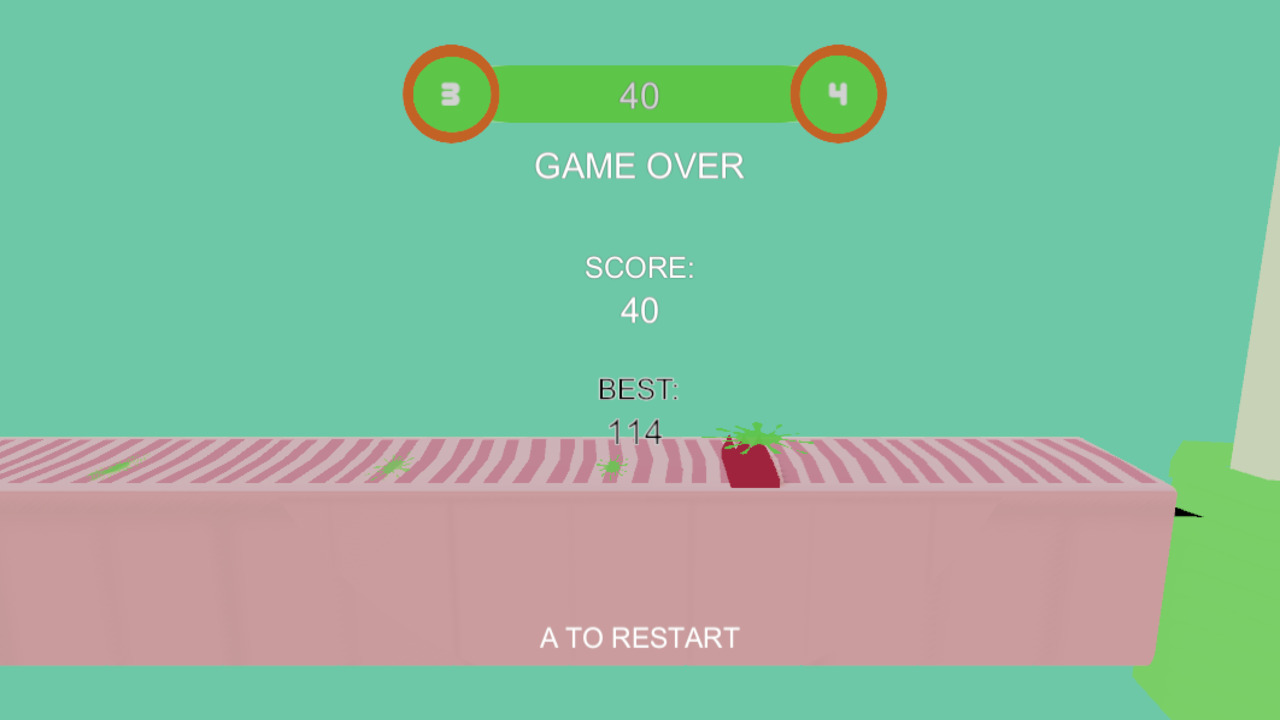 3 40 4
GAME OVER
SCORE:
40
BEST:
114
A TO RESTART